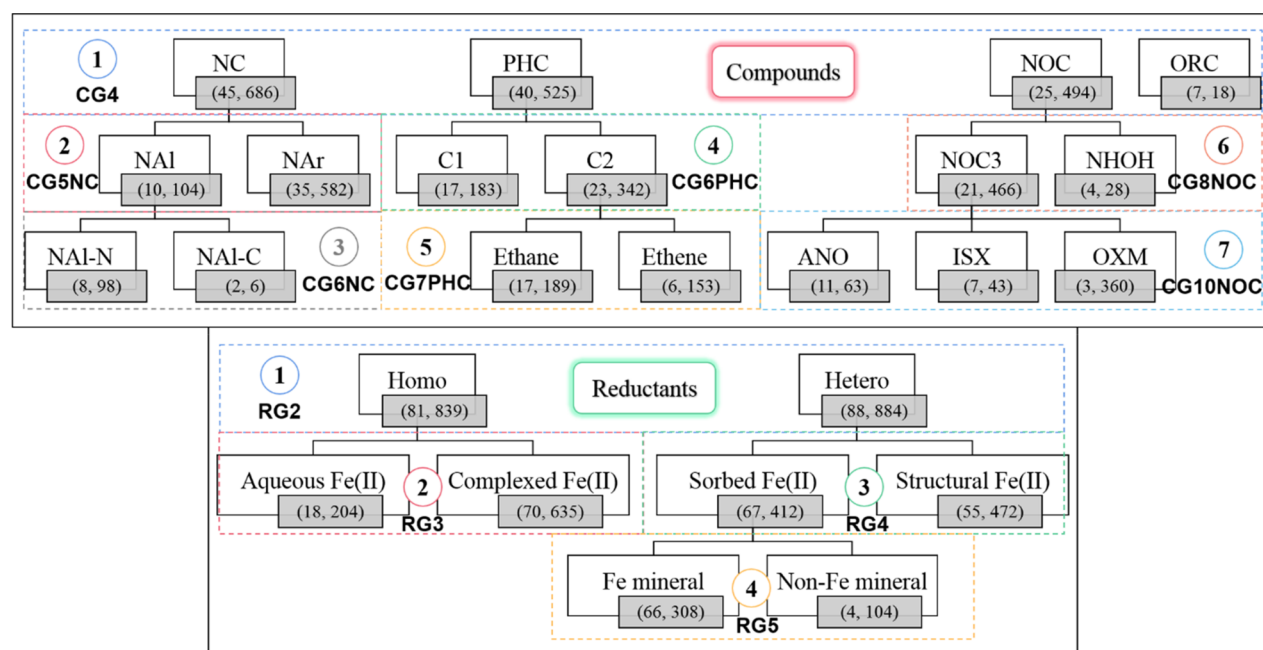 1
CG4
NC
(45, 686)
PHC
(40, 525)
Compounds
NOC
(25, 494)
ORC
(7, 18)
2
CG5NC
NAl
(10, 104)
NAr
(35, 582)
C1
(17, 183)
C2
(23, 342)
4
CG6PHC
NOC3
(21, 466)
NHOH
(4, 28)
6
CG8NOC
NAl-N
(8, 98)
NAl-C
(2, 6)
3
CG6NC
5
CG7PHC
Ethane
(17, 189)
Ethene
(6, 153)
ANO
(11, 63)
ISX
(7, 43)
OXM
(3, 360)
7
CG10NOC
1
RG2
Homo
(81, 839)
Reductants
Hetero
(88, 884)
Aqueous Fe(II)
(18, 204)
2
RG3
Complexed Fe(II)
(70, 635)
Sorbed Fe(II)
(67, 412)
3
RG4
Structural Fe(II)
(55, 472)
Fe mineral
(66, 308)
4
RG5
Non-Fe mineral
(4, 104)